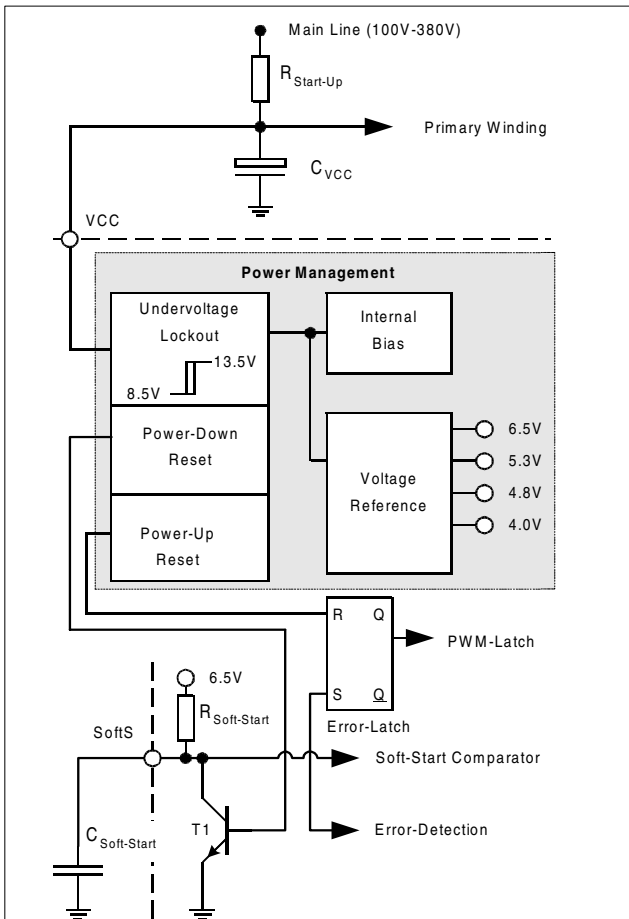 Main Line (100V-380V)
R Start-Up
Primary Winding
C VCC
VCC
Power Management
Undervoltage
Lockout
13.5V
8.5V
Internal
Bias
Power-Down
Reset
Power-Up
Reset
Voltage
Reference
6.5V
5.3V
4.8V
4.0V
R Q
S Q
PWM-Latch
Error-Latch
6.5V
R Soft-Start
SoftS
Soft-Start Comparator
C Soft-Start
T1
Error-Detection